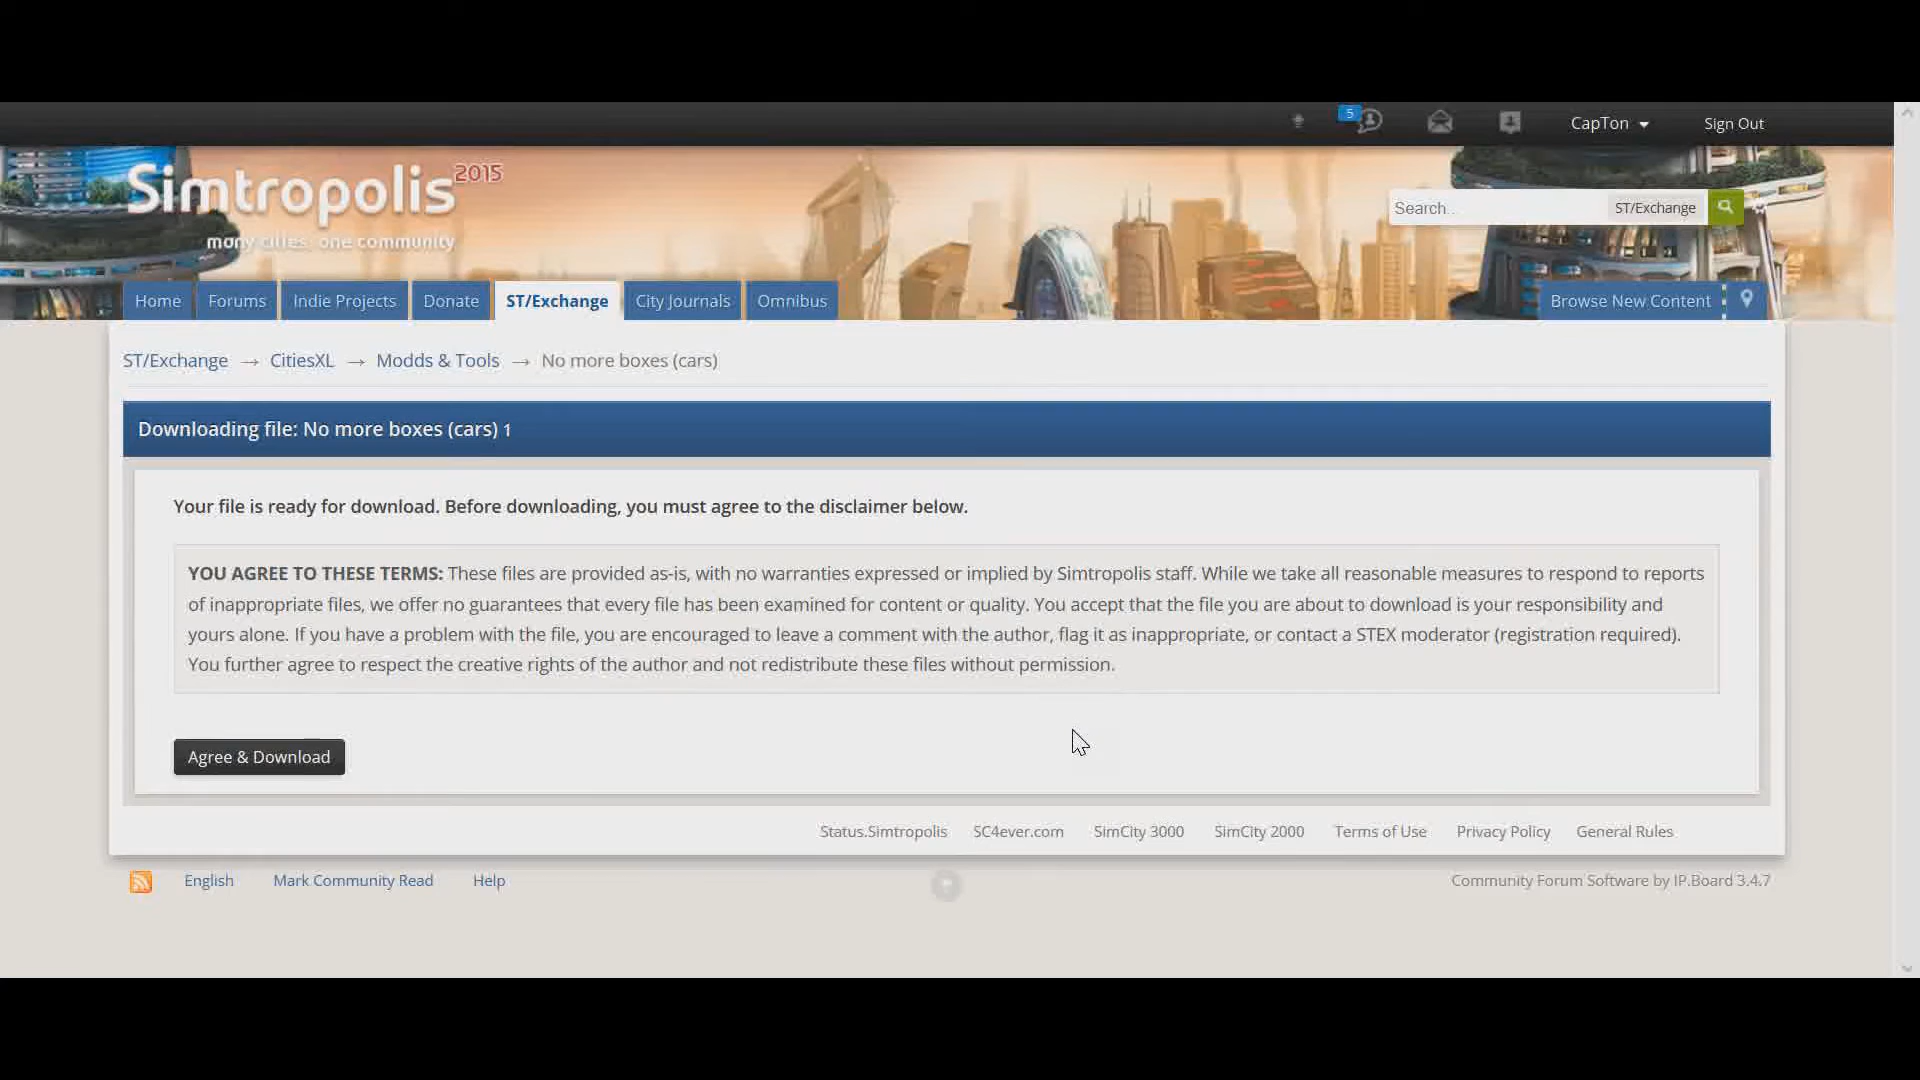 5
CapTon
Sign Out
Simtropolis 2015
many cities. one community
Search...
ST/Exchange
Home
Forums
Indie Projects
Donate
ST/Exchange
City Journals
Omnibus
Browse New Content
ST/Exchange → CitiesXL → Modds & Tools → No more boxes (cars)
Downloading file: No more boxes (cars) 1
Your file is ready for download. Before downloading, you must agree to the disclaimer below.
YOU AGREE TO THESE TERMS: These files are provided as-is, with no warranties expressed or implied by Simtropolis staff. While we take all reasonable measures to respond to reports
of inappropriate files, we offer no guarantees that every file has been examined for content or quality. You accept that the file you are about to download is your responsibility and
yours alone. If you have a problem with the file, you are encouraged to leave a comment with the author, flag it as inappropriate, or contact a STEX moderator (registration required).
You further agree to respect the creative rights of the author and not redistribute these files without permission.
Agree & Download
Status.Simtropolis
SC4ever.com
SimCity 3000
SimCity 2000
Terms of Use
Privacy Policy
General Rules
English
Mark Community Read
Help
Community Forum Software by IP.Board 3.4.7